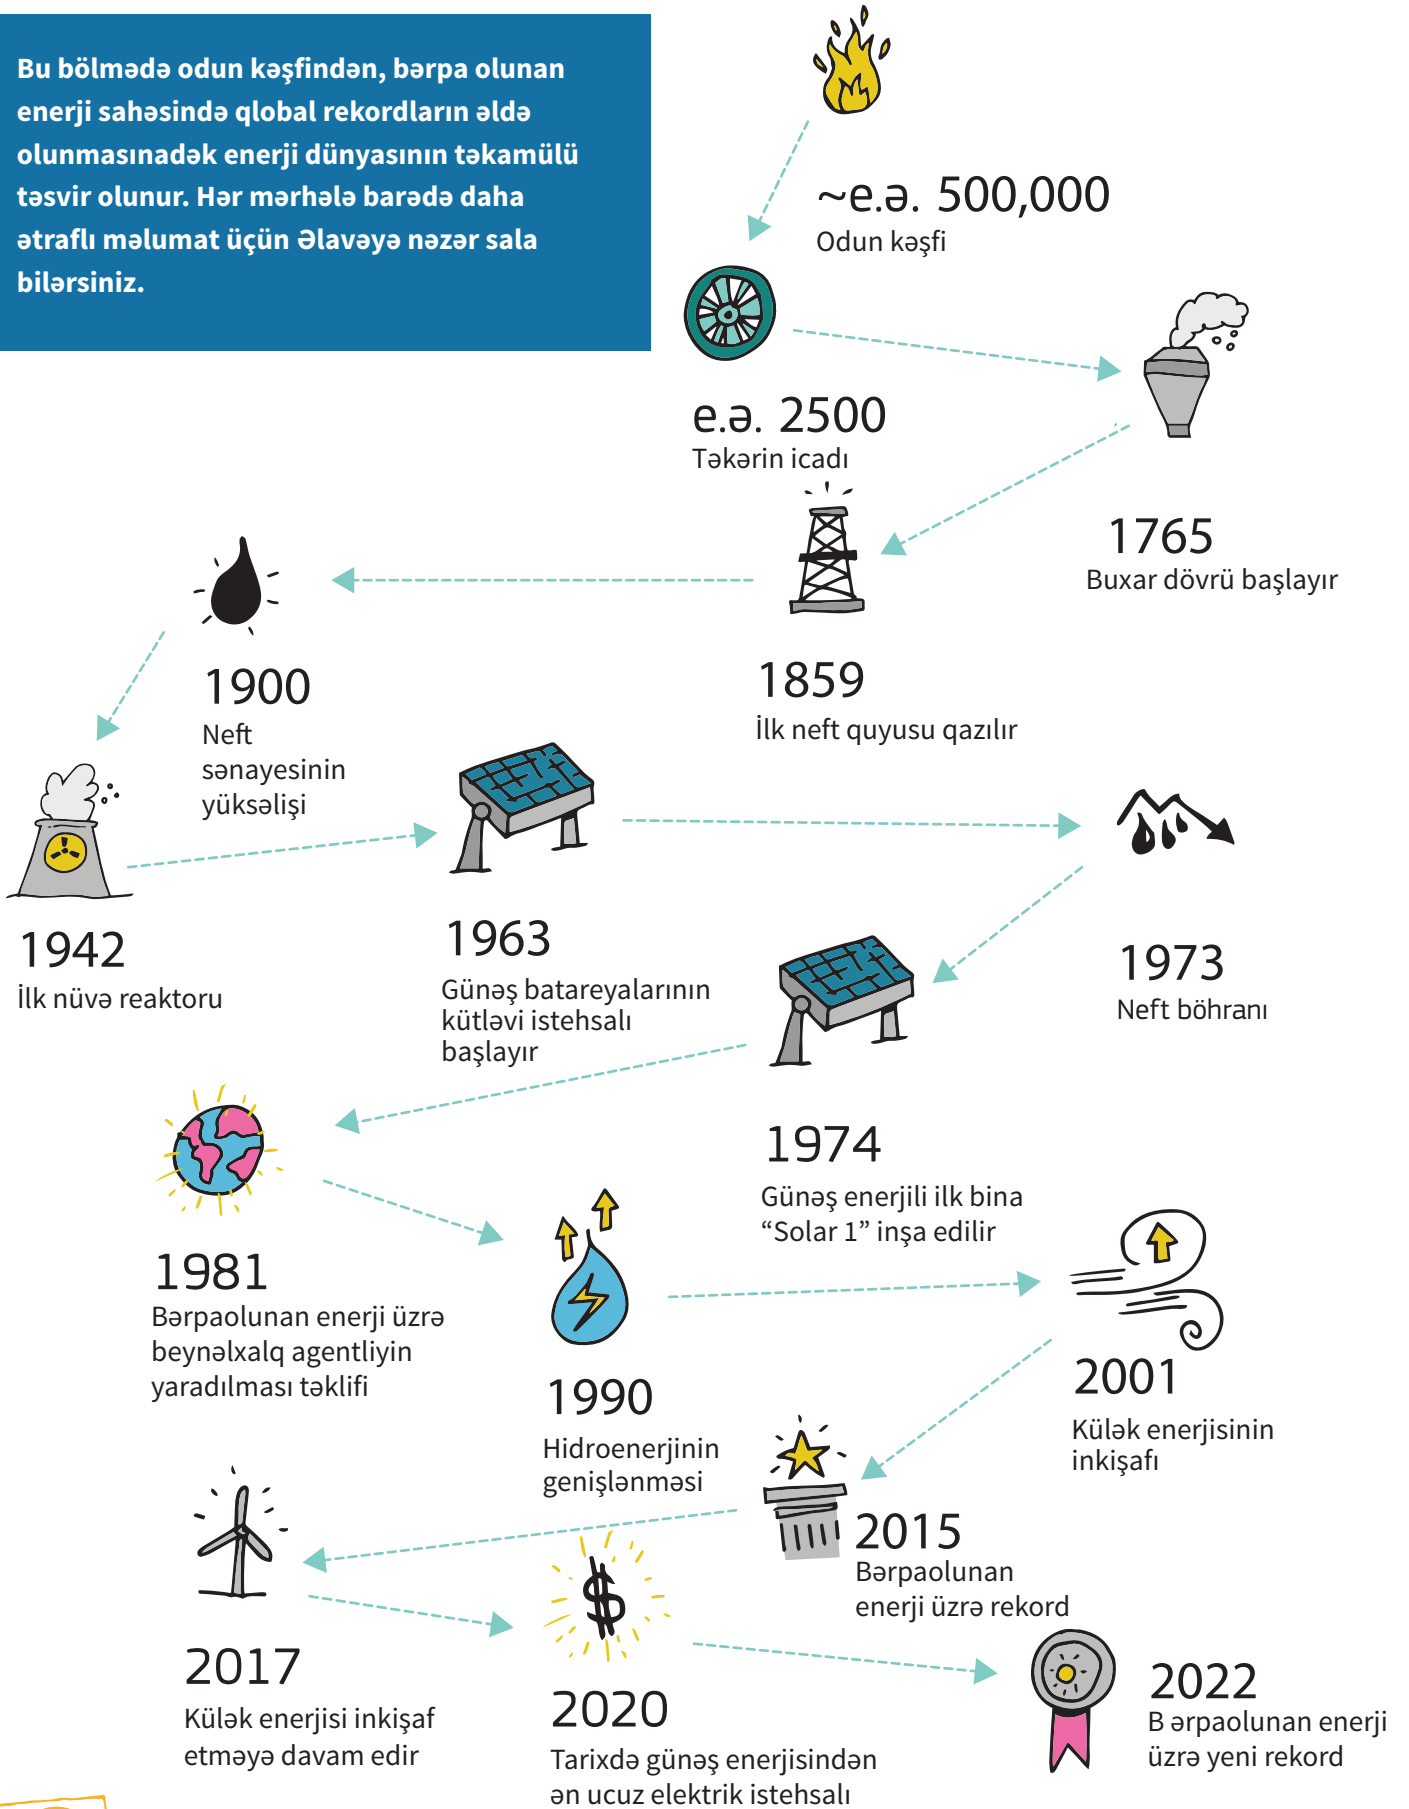 Bu bölmədə odun kəşfindən, bərpa olunan
enerji sahəsində qlobal rekordların əldə
olunmasınadək enerji dünyasının təkamülü
təsvir olunur. Hər mərhələ barədə daha
ətraflı məlumat üçün Əlavəyə nəzər sala
bilərsiniz.
~e.ə. 500,000
Odun kəşfi
e.ə. 2500
Təkərin icadı
1765
Buxar dövrü başlayır
1859
İlk neft quyusu qazılır
1900
Neft
sənayesinin
yüksəlişi
1942
İlk nüvə reaktoru
1963
Günəş batareyalarının
kütləvi istehsalı
başlayır
1973
Neft böhranı
1974
Günəş enerjili ilk bina
“Solar 1” inşa edilir
1981
Bərpaolunan enerji üzrə
beynəlxalq agentliyin
yaradılması təklifi
1990
Hidroenerjinin
genişlənməsi
2001
Külək enerjisinin
inkişafı
2015
Bərpaolunan
enerji üzrə rekord
2017
Külək enerjisi inkişaf
etməyə davam edir
$
2020
Tarixdə günəş enerjisindən
ən ucuz elektrik istehsalı
2022
B ərpaolunan enerji
üzrə yeni rekord